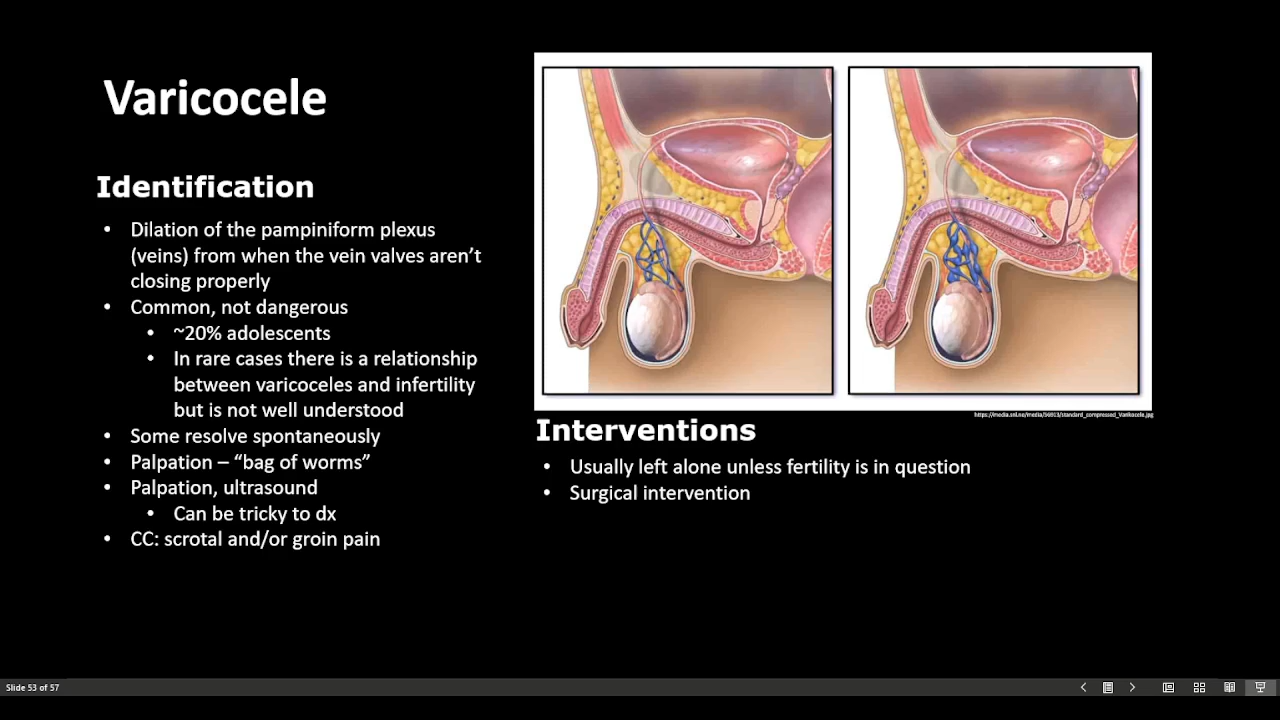 Varicocele
Identification
• Dilation of the pampiniform plexus
(veins) from when the vein valves aren't
closing properly
• Common, not dangerous
• ~20% adolescents
• In rare cases there is a relationship
between varicoceles and infertility
but is not well understood
• Some resolve spontaneously
• Palpation – “bag of worms”
• Palpation, ultrasound
• Can be tricky to dx
• CC: scrotal and/or groin pain
Interventions
• Usually left alone unless fertility is in question
• Surgical intervention
Slide 53 of 57